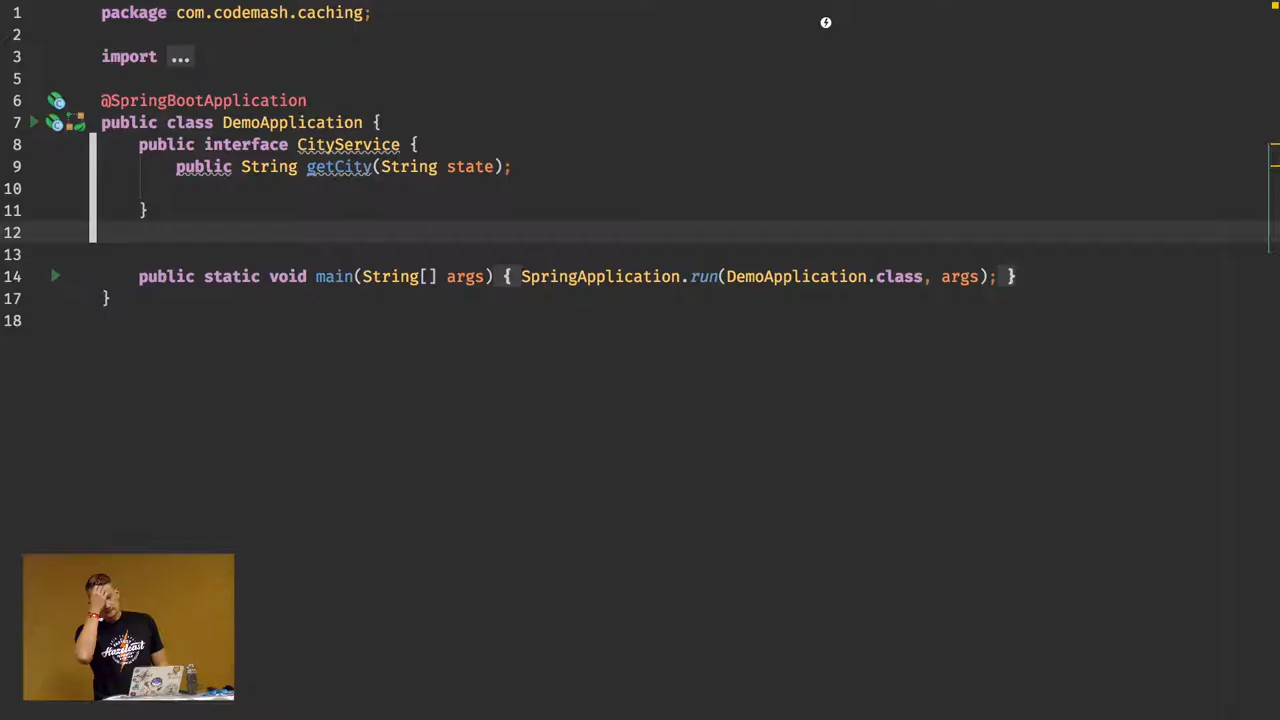 1 package com.codemash.caching;
2
3 import ...
5
6 @SpringBootApplication
7 public class DemoApplication {
8 public interface CityService {
9 public String getCity(String state);
10
11 }
12
13
14 public static void main(String[] args) { SpringApplication.run(DemoApplication.class, args); }
17 }
18
Hazelcast